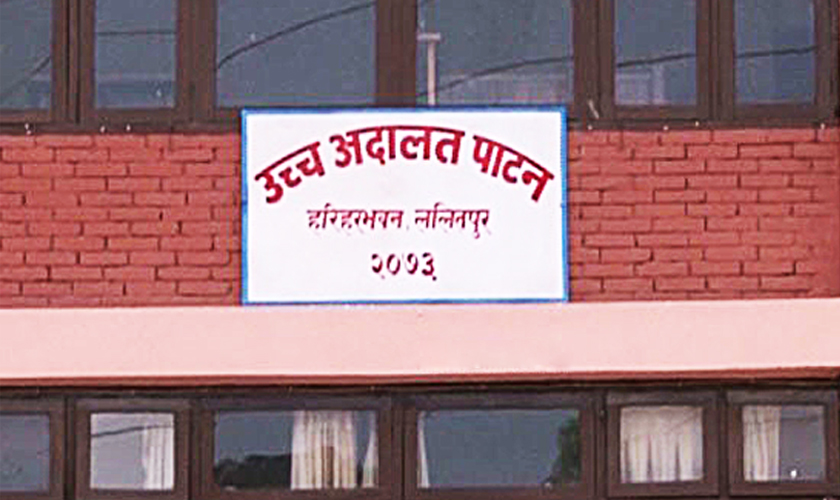 उच्च अदालत पाटन
हरिहरभवन, ललितपुर
२०७३